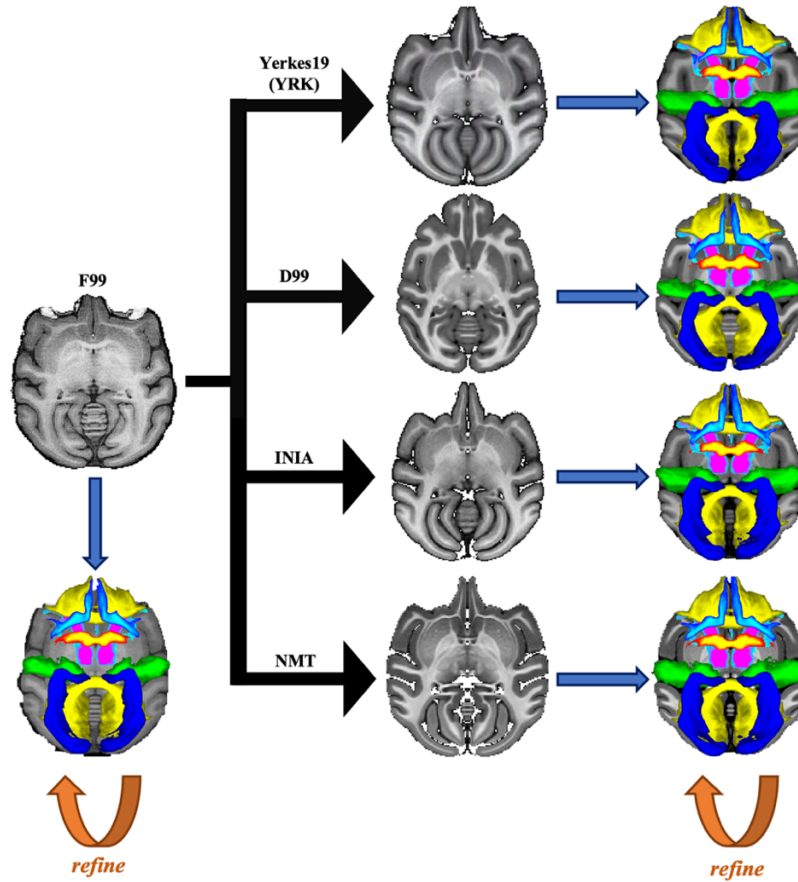 Yerkes19
(YRK)
D99
F99
INIA
NMT
refine
refine